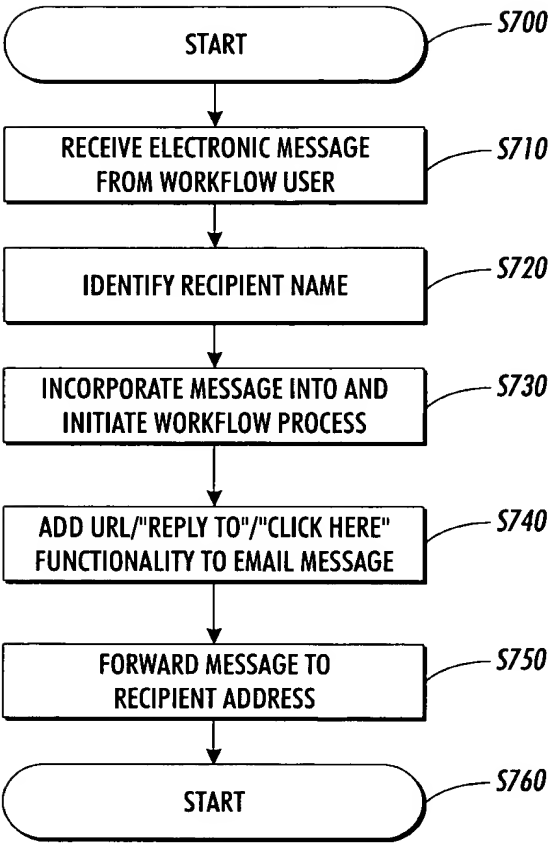 START
S700
RECEIVE ELECTRONIC MESSAGE
FROM WORKFLOW USER
S710
IDENTIFY RECIPIENT NAME
S720
INCORPORATE MESSAGE INTO AND
INITIATE WORKFLOW PROCESS
S730
ADD URL/"REPLY TO"/"CLICK HERE"
FUNCTIONALITY TO EMAIL MESSAGE
S740
FORWARD MESSAGE TO
RECIPIENT ADDRESS
S750
START
S760